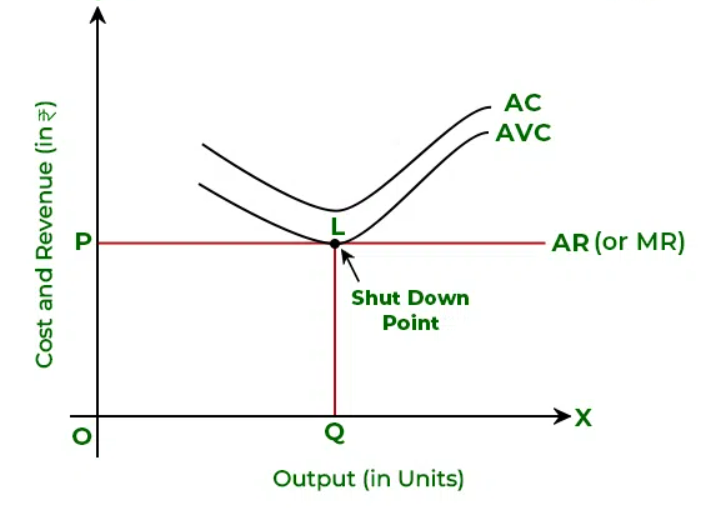 AC
AVC
Cost and Revenue (in ₹)
L
P
AR (or MR)
Shut Down
Point
X
O
Q
Output (in Units)